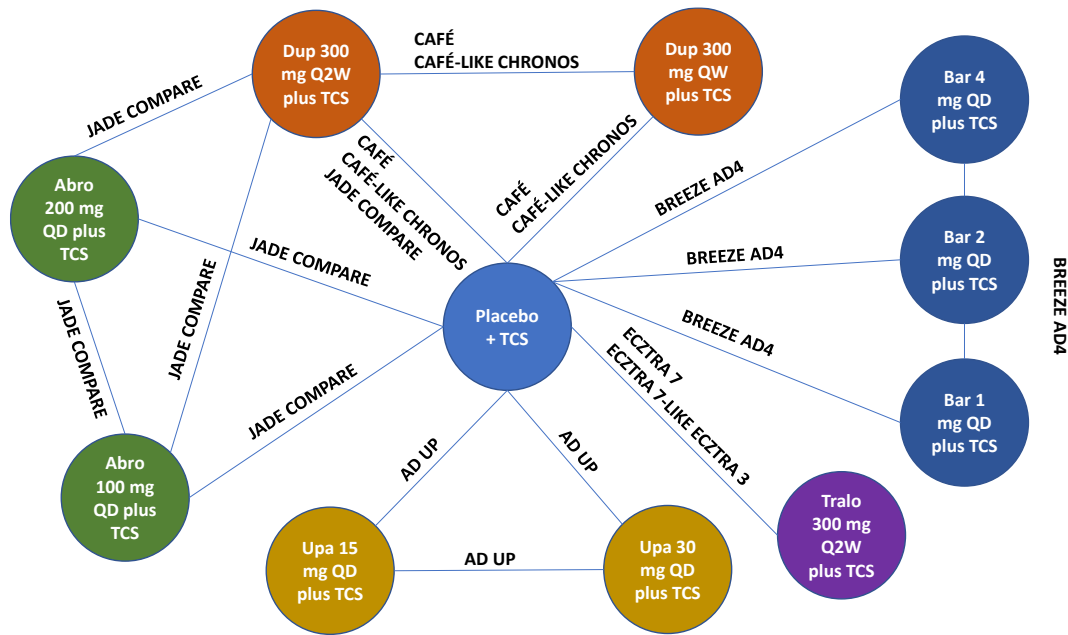 Dup 300
mg Q2W
plus TCS
CAFÉ
CAFÉ-LIKE CHRONOS
Dup 300
mg QW
plus TCS
Bar 4
mg QD
plus TCS
JADE COMPARE
CAFÉ
CAFÉ-LIKE CHRONOS
JADE COMPARE
CAFÉ
CAFÉ-LIKE CHRONOS
BREEZE AD4
Abro
200 mg
QD plus
TCS
JADE COMPARE
BREEZE AD4
Bar 2
mg QD
plus TCS
BREEZE AD4
JADE COMPARE
JADE COMPARE
Placebo
+ TCS
BREEZE AD4
JADE COMPARE
ECZTRA 7
ECZTRA 7-LIKE ECZTRA 3
Bar 1
mg QD
plus TCS
Abro
100 mg
QD plus
TCS
AD UP
AD UP
Tralo
300 mg
Q2W
plus TCS
Upa 15
mg QD
plus TCS
AD UP
Upa 30
mg QD
plus TCS